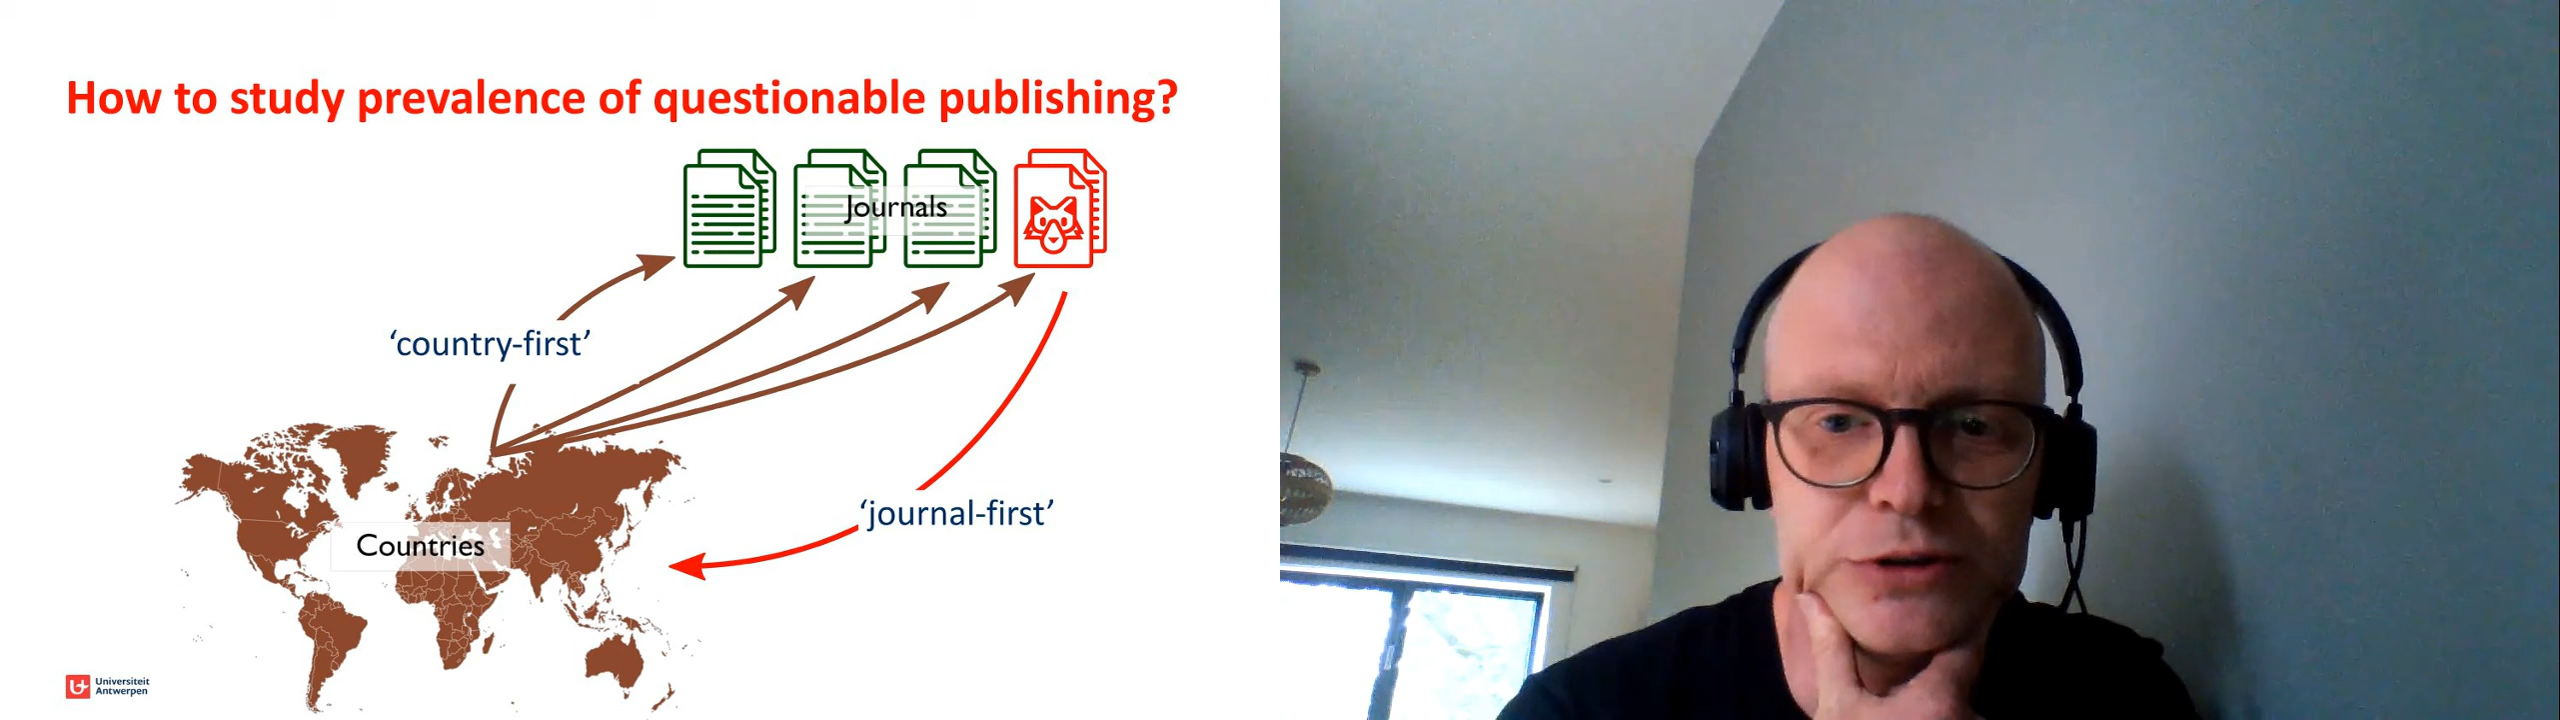 How to study prevalence of questionable publishing?
Journals
‘country-first’
‘journal-first’
Countries
Universiteit
Antwerpen